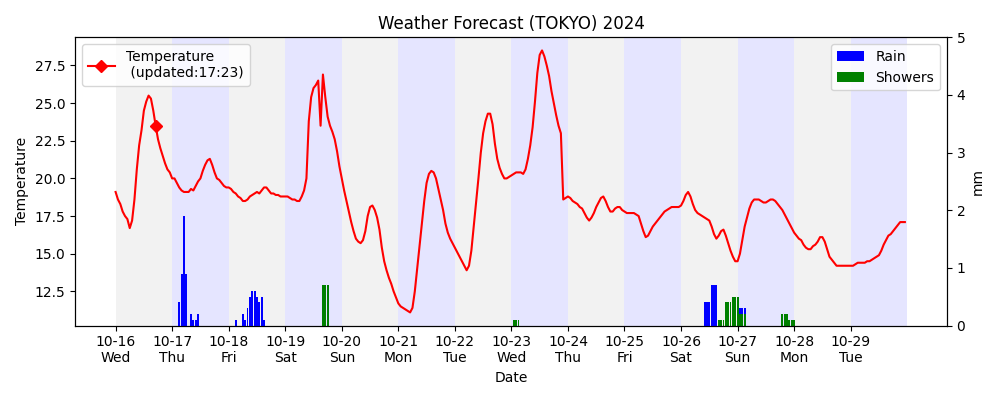 Weather Forecast (TOKYO) 2024
Temperature
(updated:17:23)
Rain
Showers
Temperature
27.5
25.0
22.5
20.0
17.5
15.0
12.5
5
4
3
2
1
0
mm
10-16 10-17 10-18 10-19 10-20 10-21 10-22 10-23 10-24 10-25 10-26 10-27 10-28 10-29
Wed Thu Fri Sat Sun Mon Tue Wed Thu Fri Sat Sun Mon Tue
Date